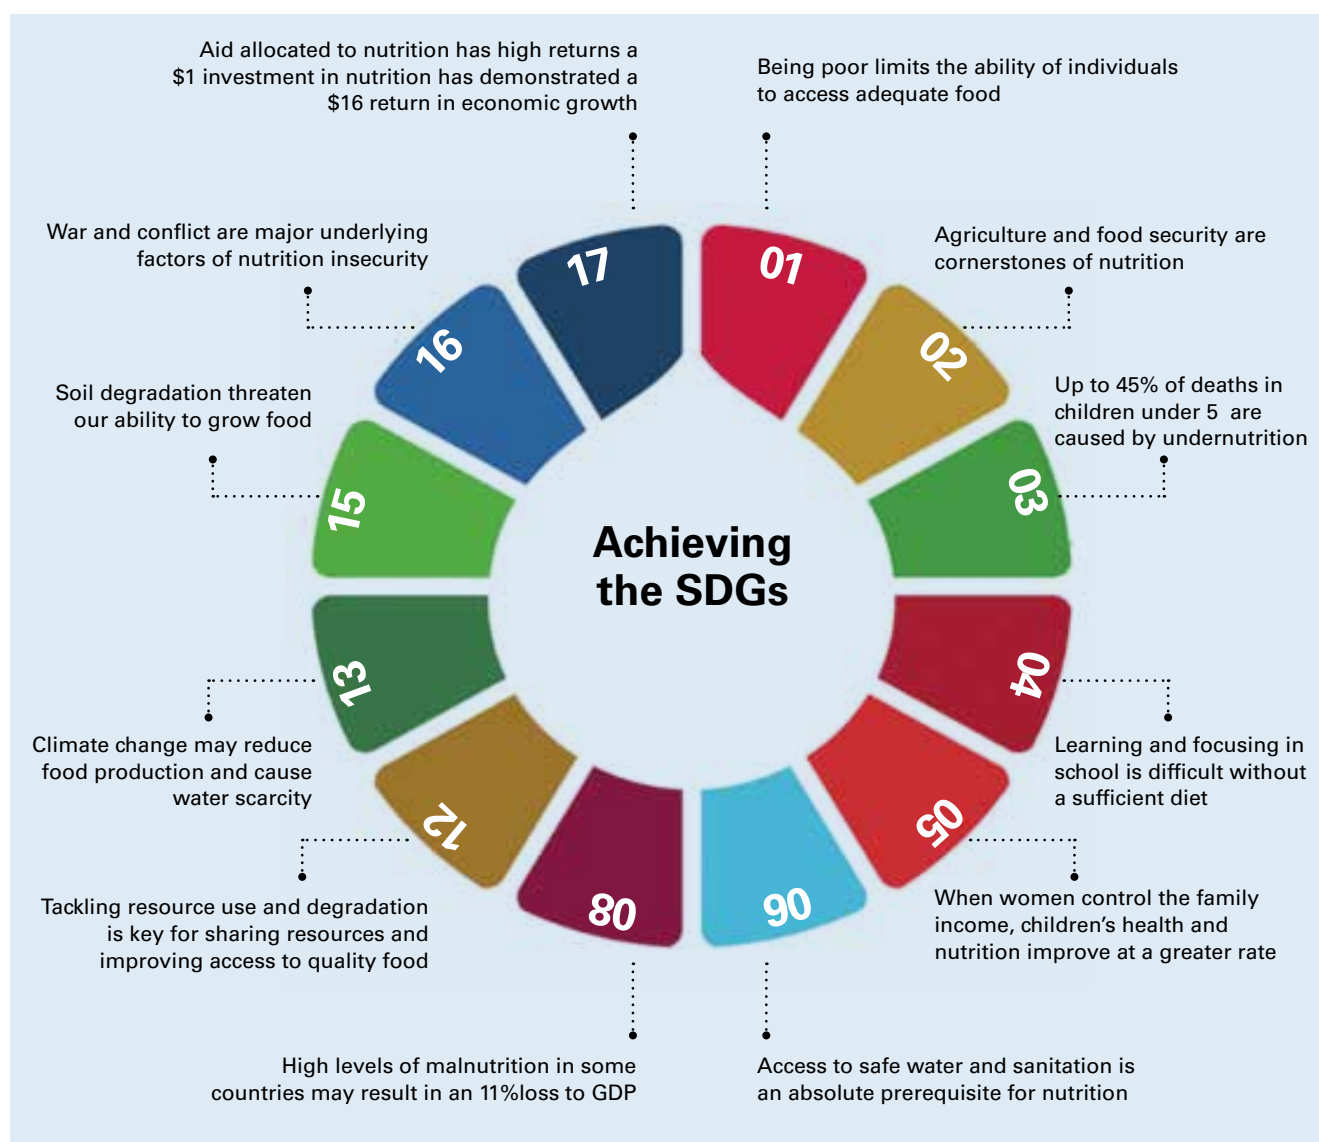 Aid allocated to nutrition has high returns a
$1 investment in nutrition has demonstrated a
$16 return in economic growth
Being poor limits the ability of individuals
to access adequate food
War and conflict are major underlying
factors of nutrition insecurity
Agriculture and food security are
cornerstones of nutrition
Soil degradation threaten
our ability to grow food
Up to 45% of deaths in
children under 5 are
caused by undernutrition
17
01
16
02
15
03
Achieving
the SDGs
13
04
12
05
08
06
Climate change may reduce
food production and cause
water scarcity
Learning and focusing in
school is difficult without
a sufficient diet
Tackling resource use and degradation
is key for sharing resources and
improving access to quality food
When women control the family
income, children’s health and
nutrition improve at a greater rate
High levels of malnutrition in some
countries may result in an 11%loss to GDP
Access to safe water and sanitation is
an absolute prerequisite for nutrition